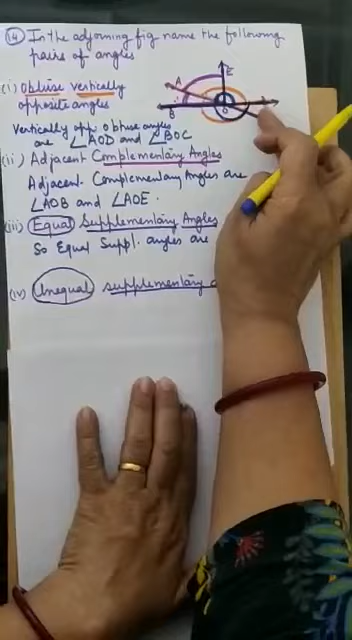 (14) In the adjoining fig name the following
pairs of angles
(i) Obtuse vertically
opposite angles
E
A
B
O
Vertically opp. obtuse angles
are ∠AOD and ∠BOC
(ii) Adjacent Complementary Angles
Adjacent Complementary Angles are
∠AOB and ∠AOE.
(iii) Equal Supplementary Angles
So Equal Suppl. angles are
(iv) Unequal supplementary